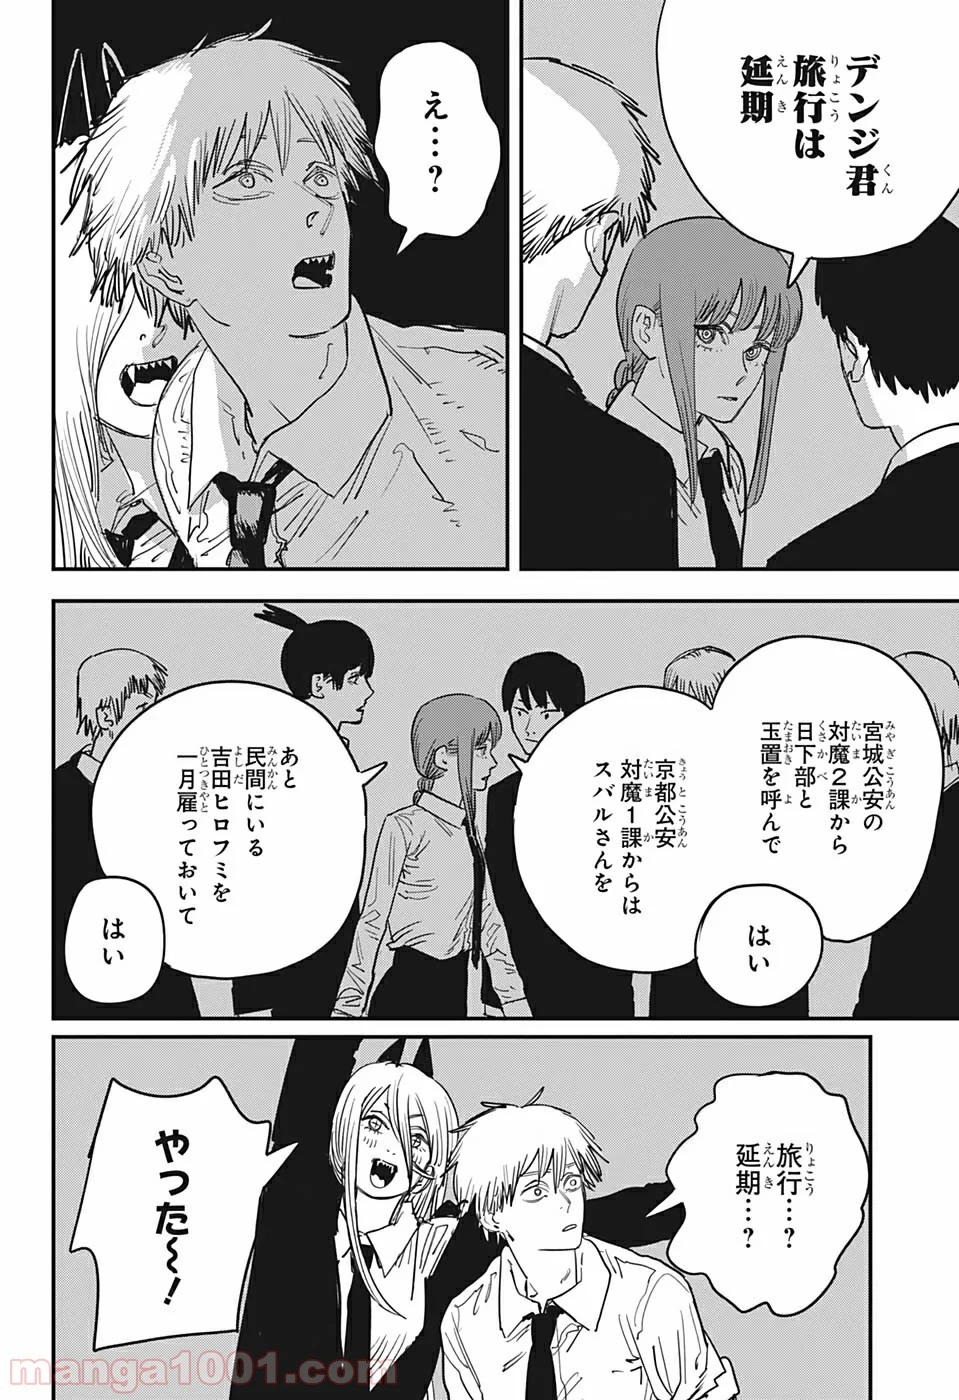 デンジ君
旅行は
延期
え…?
宮城公安の
対魔2課から
日下部と
玉置を呼んで
はい
京都公安
対魔1課からは
スバルさんを
あと
民間にいる
吉田ヒロフミを
一月雇っておいて
はい
旅行…?
延期…?
やった〜!
manga1001.com